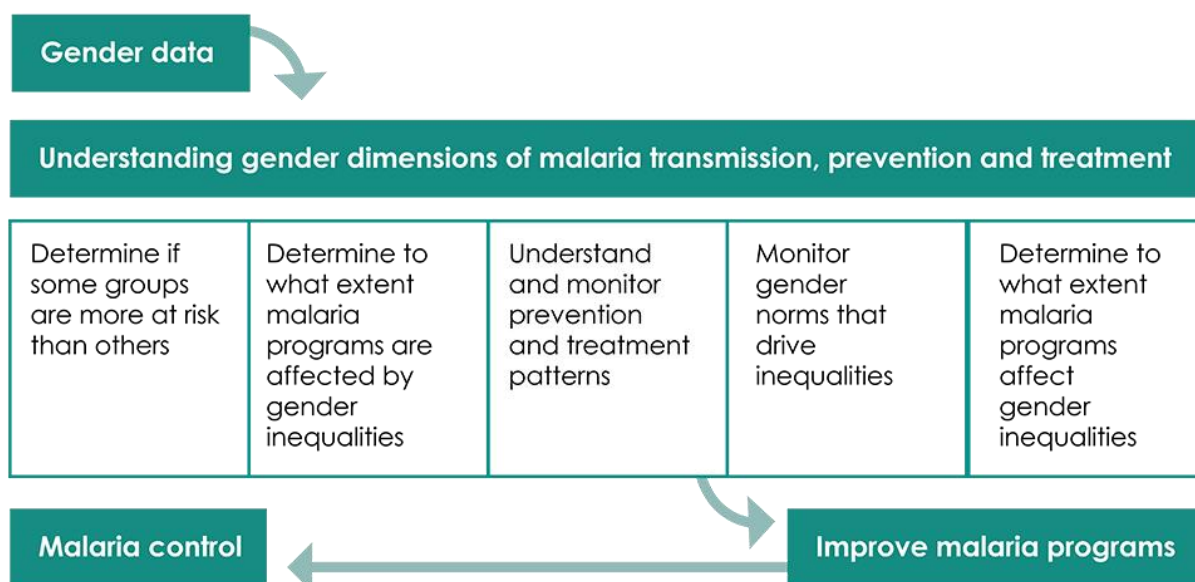 Gender data
Understanding gender dimensions of malaria transmission, prevention and treatment
Determine if
some groups
are more at risk
than others
Determine to
what extent
malaria
programs are
affected by
gender
inequalities
Understand
and monitor
prevention
and treatment
patterns
Monitor
gender
norms that
drive
inequalities
Determine to
what extent
malaria
programs
affect
gender
inequalities
Malaria control
Improve malaria programs